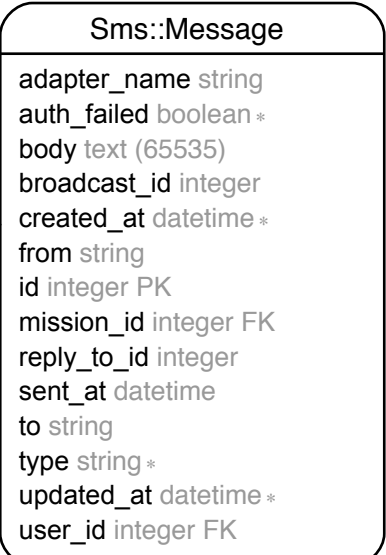 Sms::Message
adapter_name string
auth_failed boolean *
body text (65535)
broadcast_id integer
created_at datetime *
from string
id integer PK
mission_id integer FK
reply_to_id integer
sent_at datetime
to string
type string *
updated_at datetime *
user_id integer FK